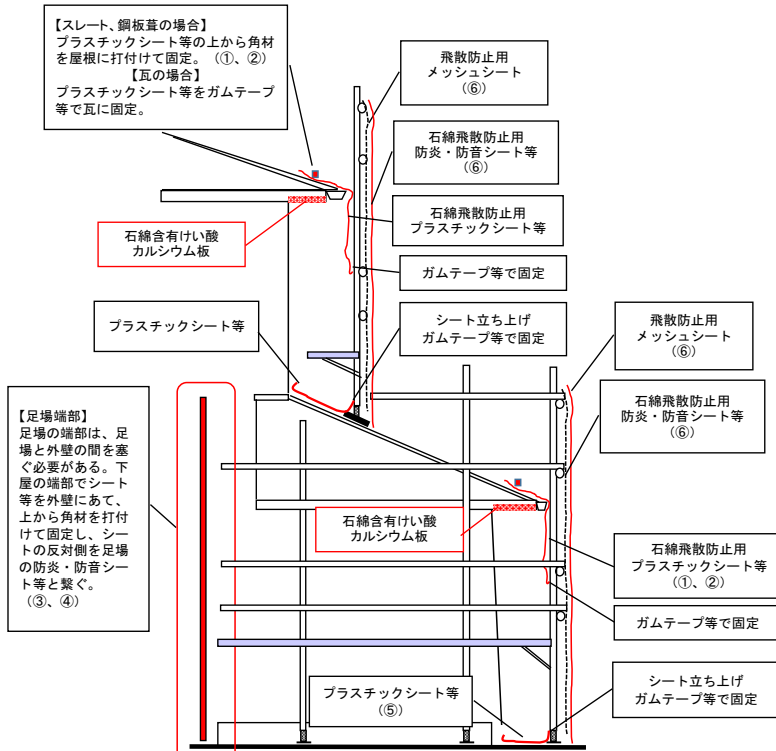 【スレート、鋼板葺の場合】
プラスチックシート等の上から角材
を屋根に打付けて固定。（①、②）
【瓦の場合】
プラスチックシート等をガムテープ
等で瓦に固定。
飛散防止用
メッシュシート
（⑥）
石綿飛散防止用
防炎・防音シート等
（⑥）
石綿飛散防止用
プラスチックシート等
石綿含有けい酸
カルシウム板
ガムテープ等で固定
プラスチックシート等
シート立ち上げ
ガムテープ等で固定
飛散防止用
メッシュシート
（⑥）
石綿飛散防止用
防炎・防音シート等
（⑥）
【足場端部】
足場の端部は、足
場と外壁の間を塞
ぐ必要がある。下
屋の端部でシート
等を外壁にあて、
上から角材を打付
けて固定し、シー
トの反対側を足場
の防炎・防音シー
ト等と繋ぐ。
（③、④）
石綿含有けい酸
カルシウム板
石綿飛散防止用
プラスチックシート等
（①、②）
ガムテープ等で固定
プラスチックシート等
（⑤）
シート立ち上げ
ガムテープ等で固定